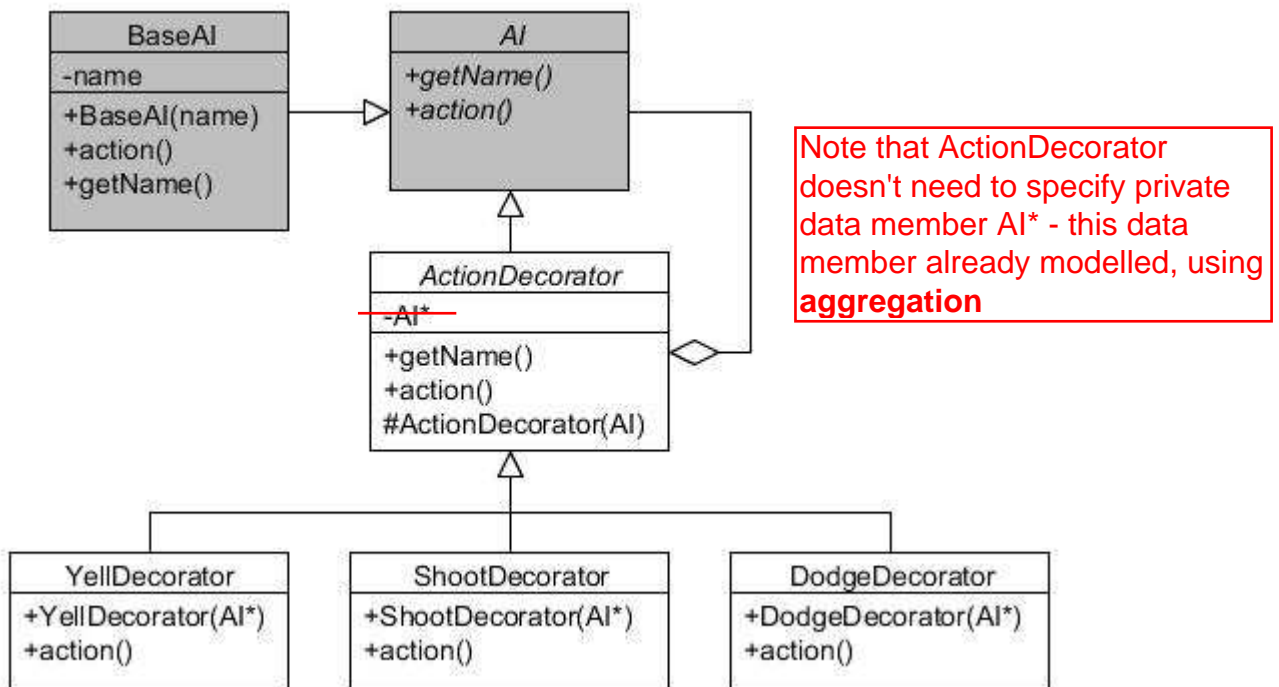 BaseAI
-name
+BaseAI(name)
+action()
+getName()
AI
+getName()
+action()
Note that ActionDecorator
doesn't need to specify private
data member AI* - this data
member already modelled, using
aggregation
ActionDecorator
-AI*
+getName()
+action()
#ActionDecorator(AI)
YellDecorator
+YellDecorator(AI*)
+action()
ShootDecorator
+ShootDecorator(AI*)
+action()
DodgeDecorator
+DodgeDecorator(AI*)
+action()